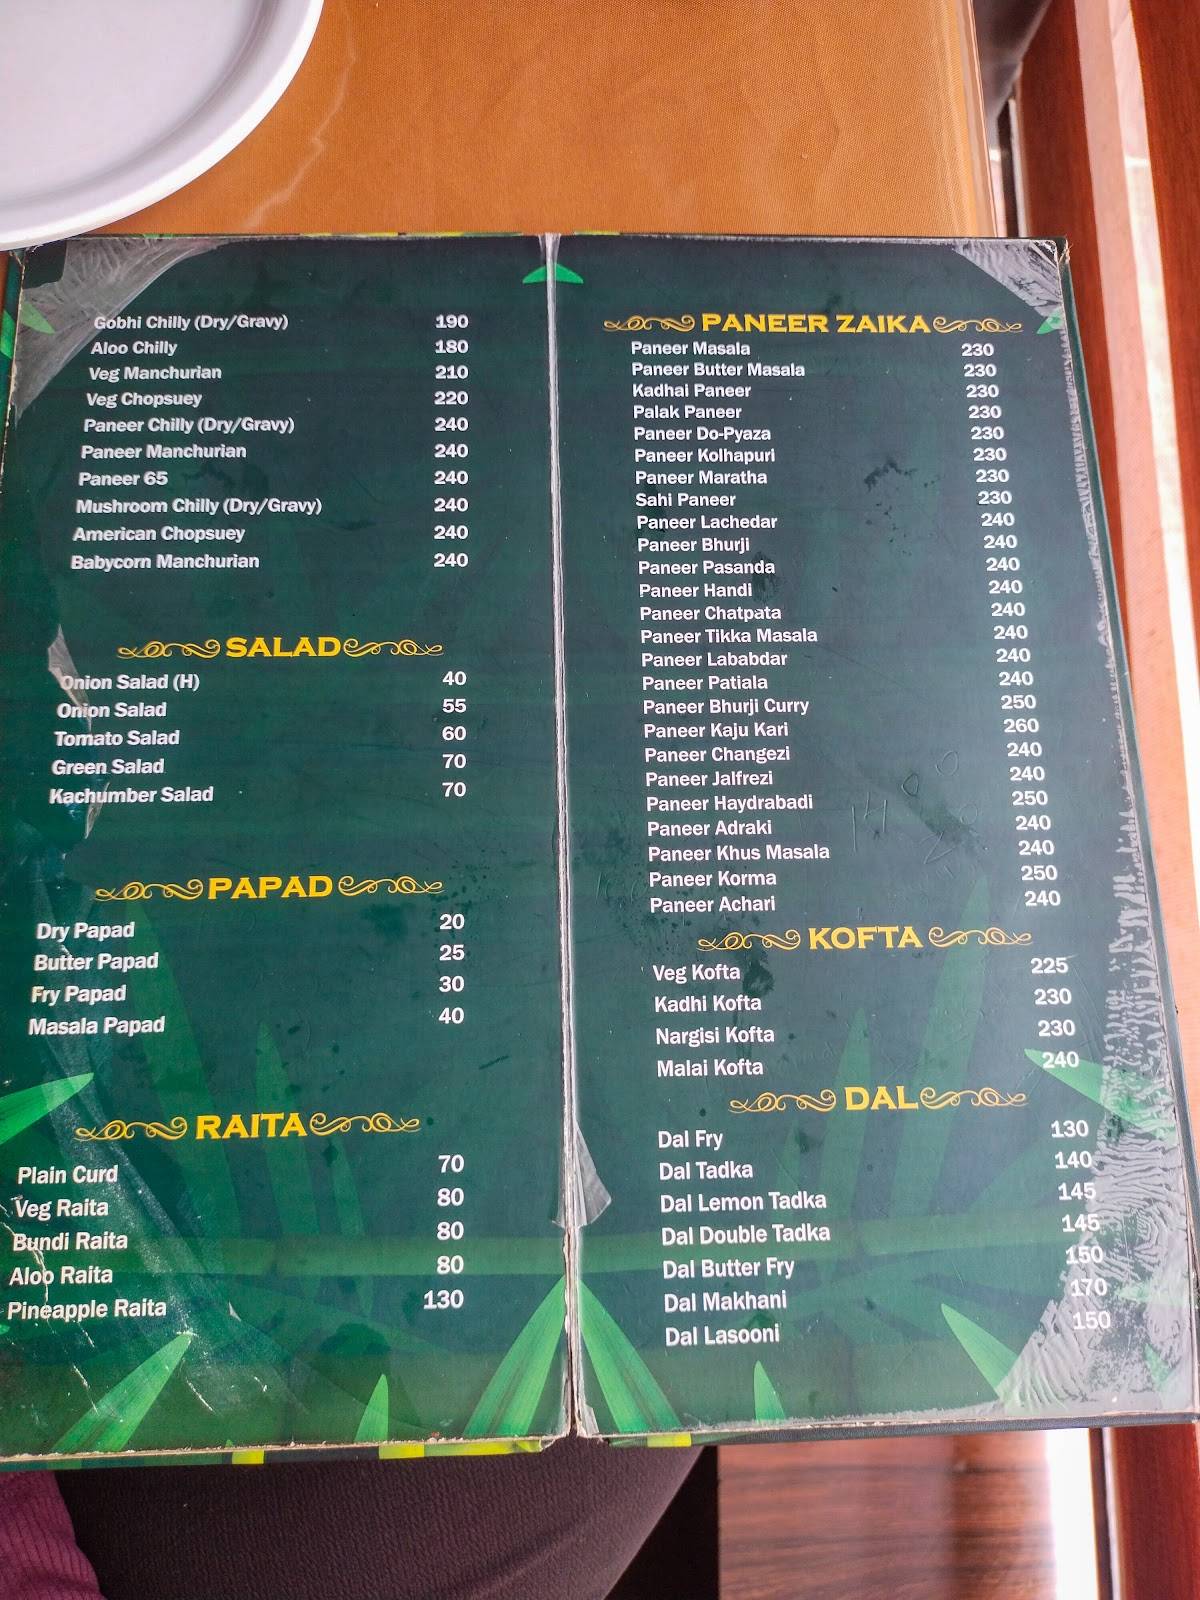 Gobhi Chilly (Dry/Gravy) 190
Aloo Chilly 180
Veg Manchurian 210
Veg Chopsuey 220
Paneer Chilly (Dry/Gravy) 240
Paneer Manchurian 240
Paneer 65 240
Mushroom Chilly (Dry/Gravy) 240
American Chopsuey 240
Babycorn Manchurian 240
SALAD
Onion Salad (H) 40
Onion Salad 55
Tomato Salad 60
Green Salad 70
Kachumber Salad 70
PAPAD
Dry Papad 20
Butter Papad 25
Fry Papad 30
Masala Papad 40
RAITA
Plain Curd 70
Veg Raita 80
Bundi Raita 80
Aloo Raita 80
Pineapple Raita 130
PANEER ZAIKA
Paneer Masala 230
Paneer Butter Masala 230
Kadhai Paneer 230
Palak Paneer 230
Paneer Do-Pyaza 230
Paneer Kolhapuri 230
Paneer Maratha 230
Sahi Paneer 230
Paneer Lachedar 240
Paneer Bhurji 240
Paneer Pasanda 240
Paneer Handi 240
Paneer Chatpata 240
Paneer Tikka Masala 240
Paneer Lababdar 240
Paneer Patiala 240
Paneer Bhurji Curry 250
Paneer Kaju Kari 260
Paneer Changezi 240
Paneer Jalfrezi 240
Paneer Haydrabadi 250
Paneer Adraki 240
Paneer Khus Masala 240
Paneer Korma 250
Paneer Achari 240
KOFTA
Veg Kofta 225
Kadhi Kofta 230
Nargisi Kofta 230
Malai Kofta 240
DAL
Dal Fry 130
Dal Tadka 140
Dal Lemon Tadka 145
Dal Double Tadka 145
Dal Butter Fry 150
Dal Makhani 170
Dal Lasooni 150